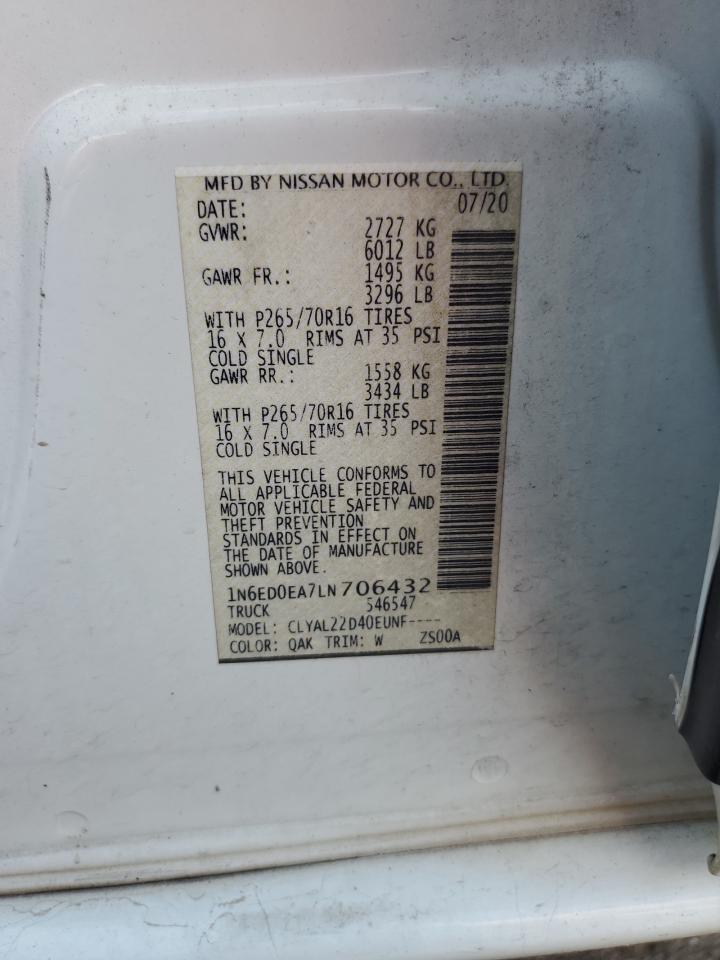 MFD BY NISSAN MOTOR CO., LTD.
DATE: 07/20
GVWR: 2727 KG
6012 LB
GAWR FR.: 1495 KG
3296 LB
WITH P265/70R16 TIRES
16 X 7.0 RIMS AT 35 PSI
COLD SINGLE
GAWR RR.: 1558 KG
3434 LB
WITH P265/70R16 TIRES
16 X 7.0 RIMS AT 35 PSI
COLD SINGLE
THIS VEHICLE CONFORMS TO
ALL APPLICABLE FEDERAL
MOTOR VEHICLE SAFETY AND
THEFT PREVENTION
STANDARDS IN EFFECT ON
THE DATE OF MANUFACTURE
SHOWN ABOVE.
1N6ED0EA7LN706432
TRUCK 546547
MODEL: CLYAL22D40EUNF----
COLOR: QAK TRIM: W ZS00A